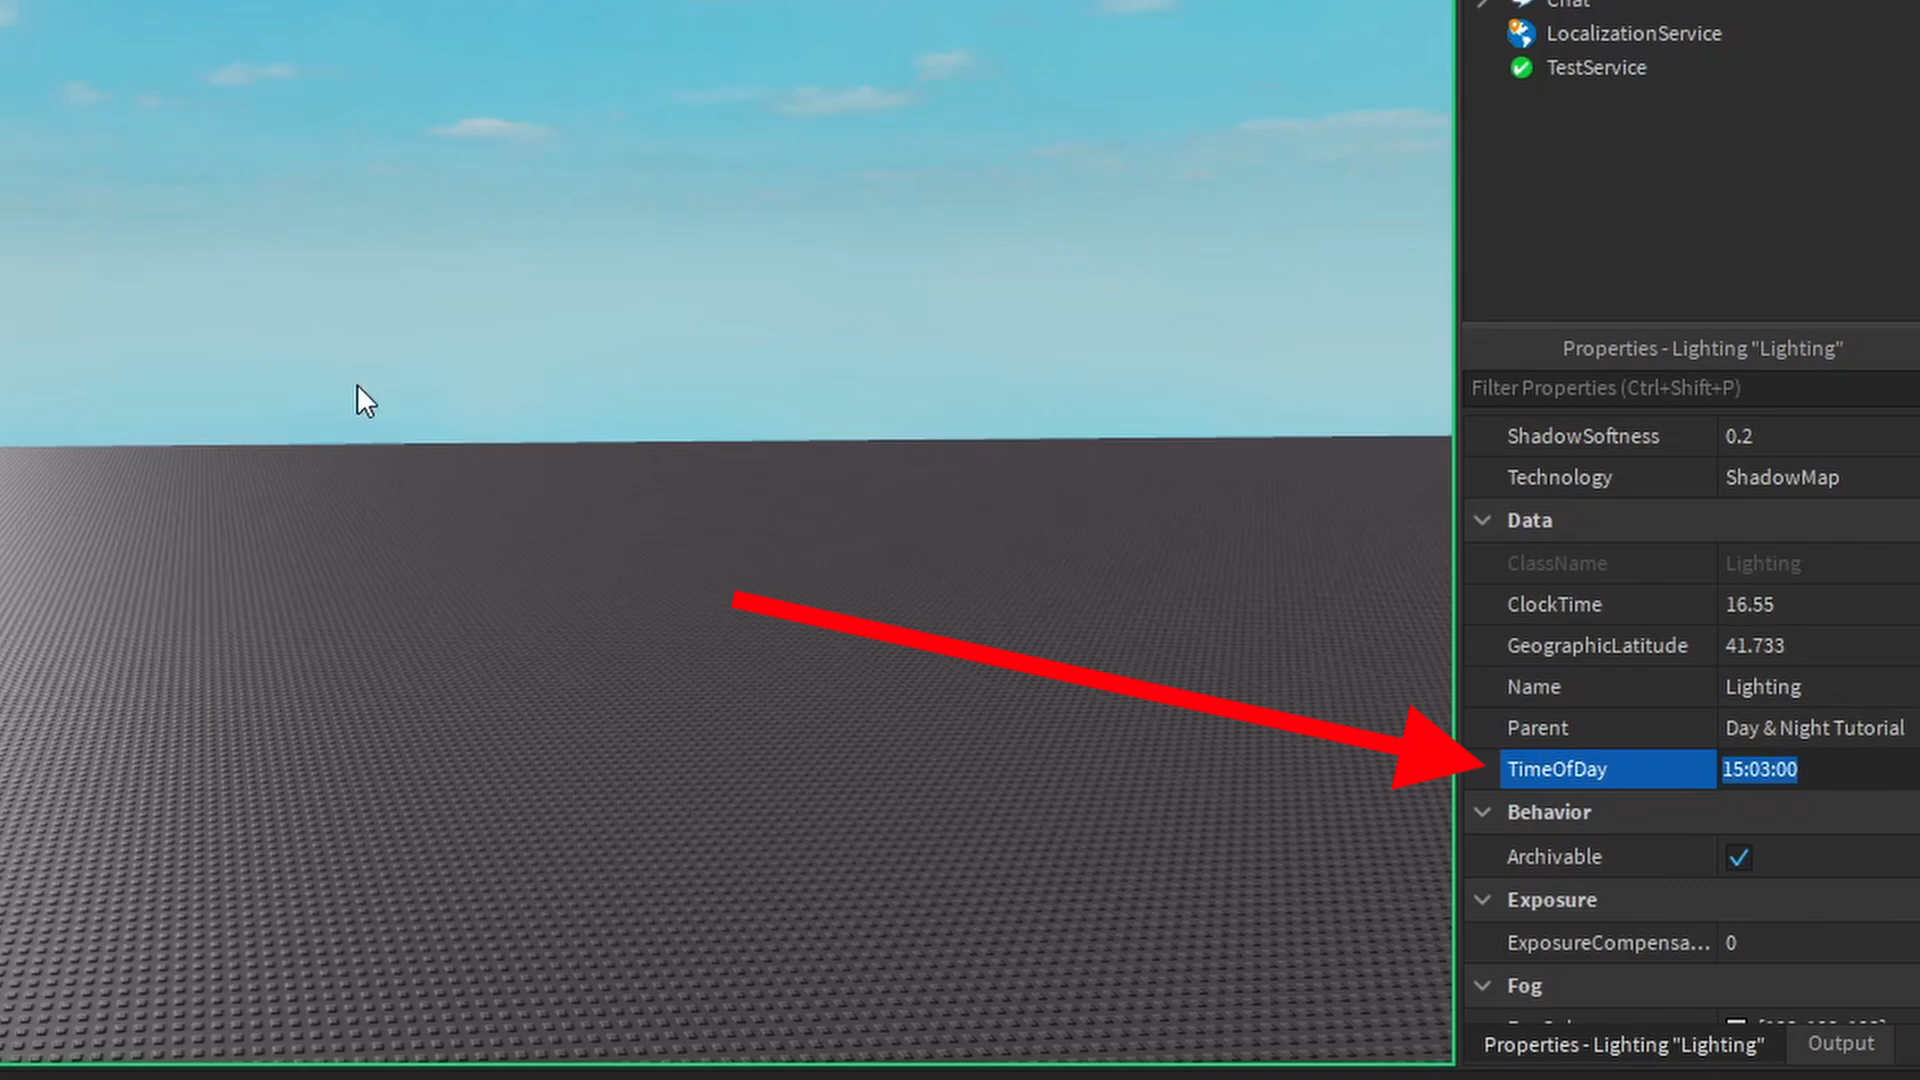 Chat
LocalizationService
TestService
Properties - Lighting "Lighting"
Filter Properties (Ctrl+Shift+P)
ShadowSoftness 0.2
Technology ShadowMap
Data
ClassName Lighting
ClockTime 16.55
GeographicLatitude 41.733
Name Lighting
Parent Day & Night Tutorial
TimeOfDay 15:03:00
Behavior
Archivable
Exposure
ExposureCompensa... 0
Fog
Properties - Lighting "Lighting" Output